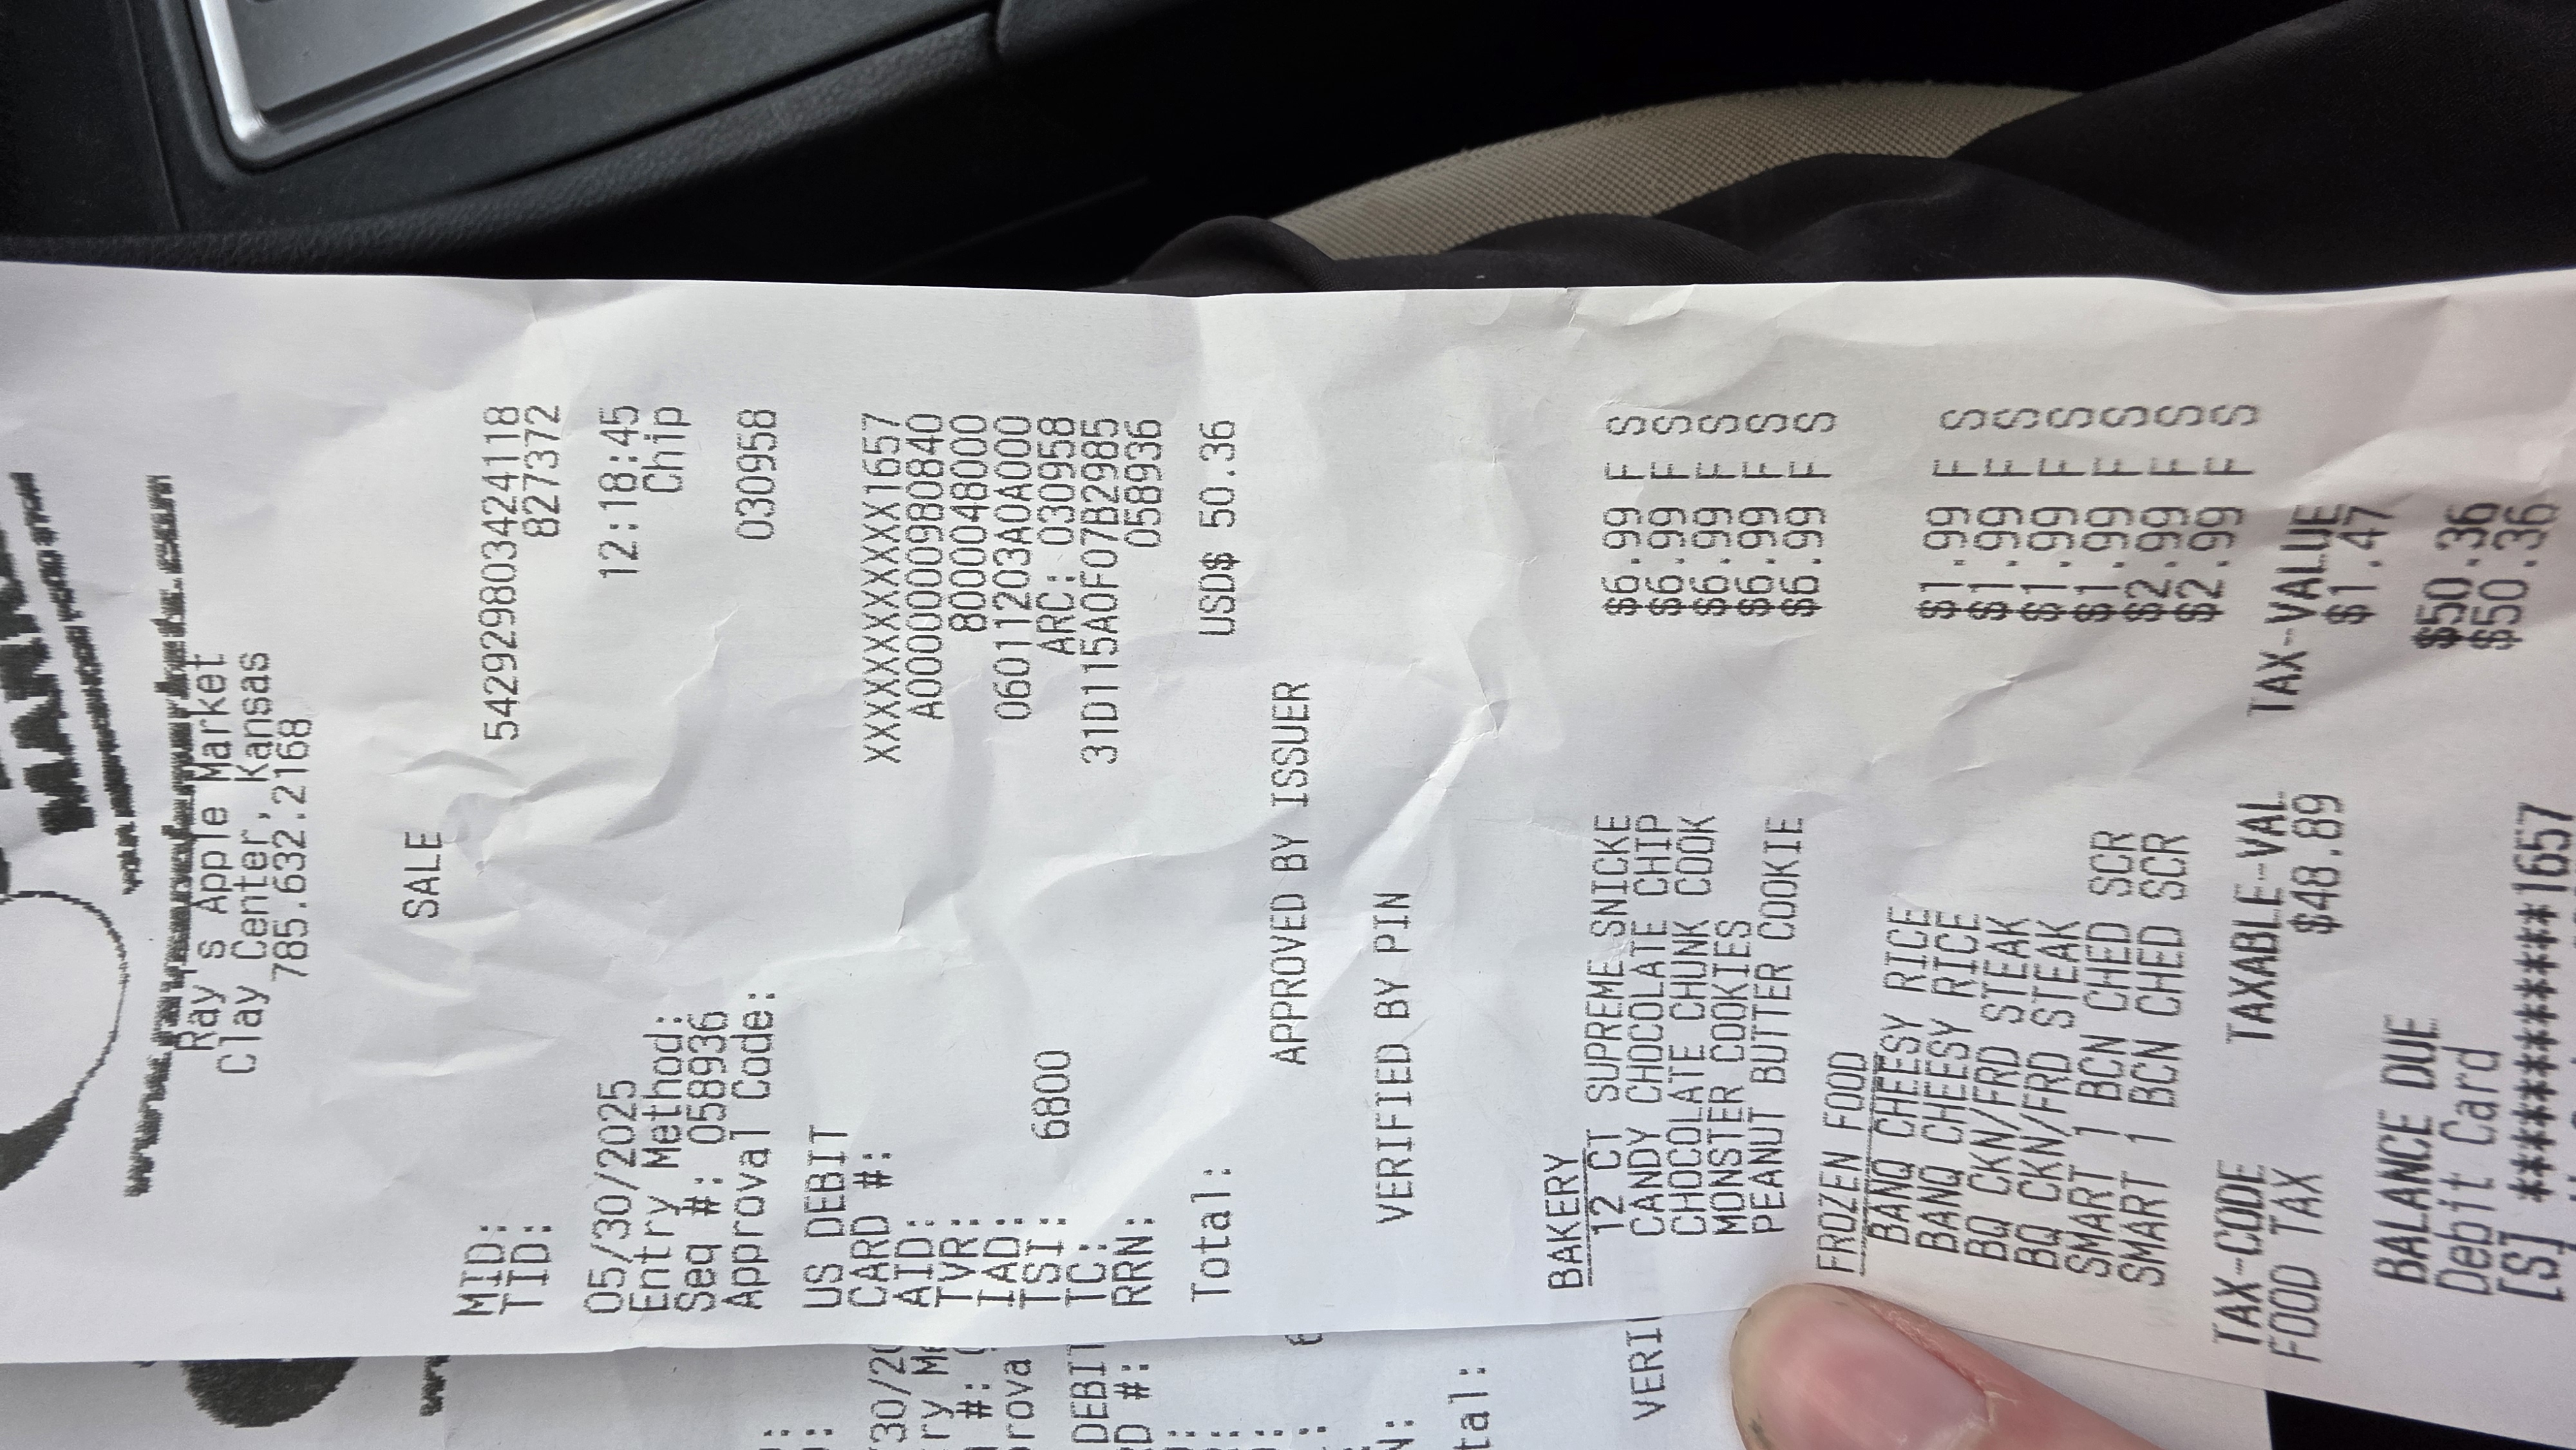 MARKET
Ray s Apple Market
Clay Center, Kansas
785.632.2168
SALE
MID: 542929803424118
TID: 827372
05/30/2025 12:18:45
Entry Method: Chip
Seq #: 058936
Approval Code: 030958
US DEBIT
CARD #: XXXXXXXXXXXX1657
AID: A0000000980840
TVR: 8000048000
IAD: 06011203A0A000
TSI: 6800 ARC: 030958
TC: 31D1115A0F07B2985
RRN: 058936
Total: USD$ 50.36
APPROVED BY ISSUER
VERIFIED BY PIN
BAKERY
12 CT SUPREME SNICKE $6.99 F S
CANDY CHOCOLATE CHIP $6.99 F S
CHOCOLATE CHUNK COOK $6.99 F S
MONSTER COOKIES $6.99 F S
PEANUT BUTTER COOKIE $6.99 F S
FROZEN FOOD
BANQ CHEESY RICE $1.99 F S
BANQ CHEESY RICE $1.99 F S
BQ CKN/FRD STEAK $1.99 F S
BQ CKN/FRD STEAK $1.99 F S
SMART 1 BCN CHED SCR $2.99 F S
SMART 1 BCN CHED SCR $2.99 F S
TAX-CODE TAXABLE-VAL TAX-VALUE
FOOD TAX $48.89 $1.47
BALANCE DUE $50.36
Debit Card $50.36
[S] ************1657